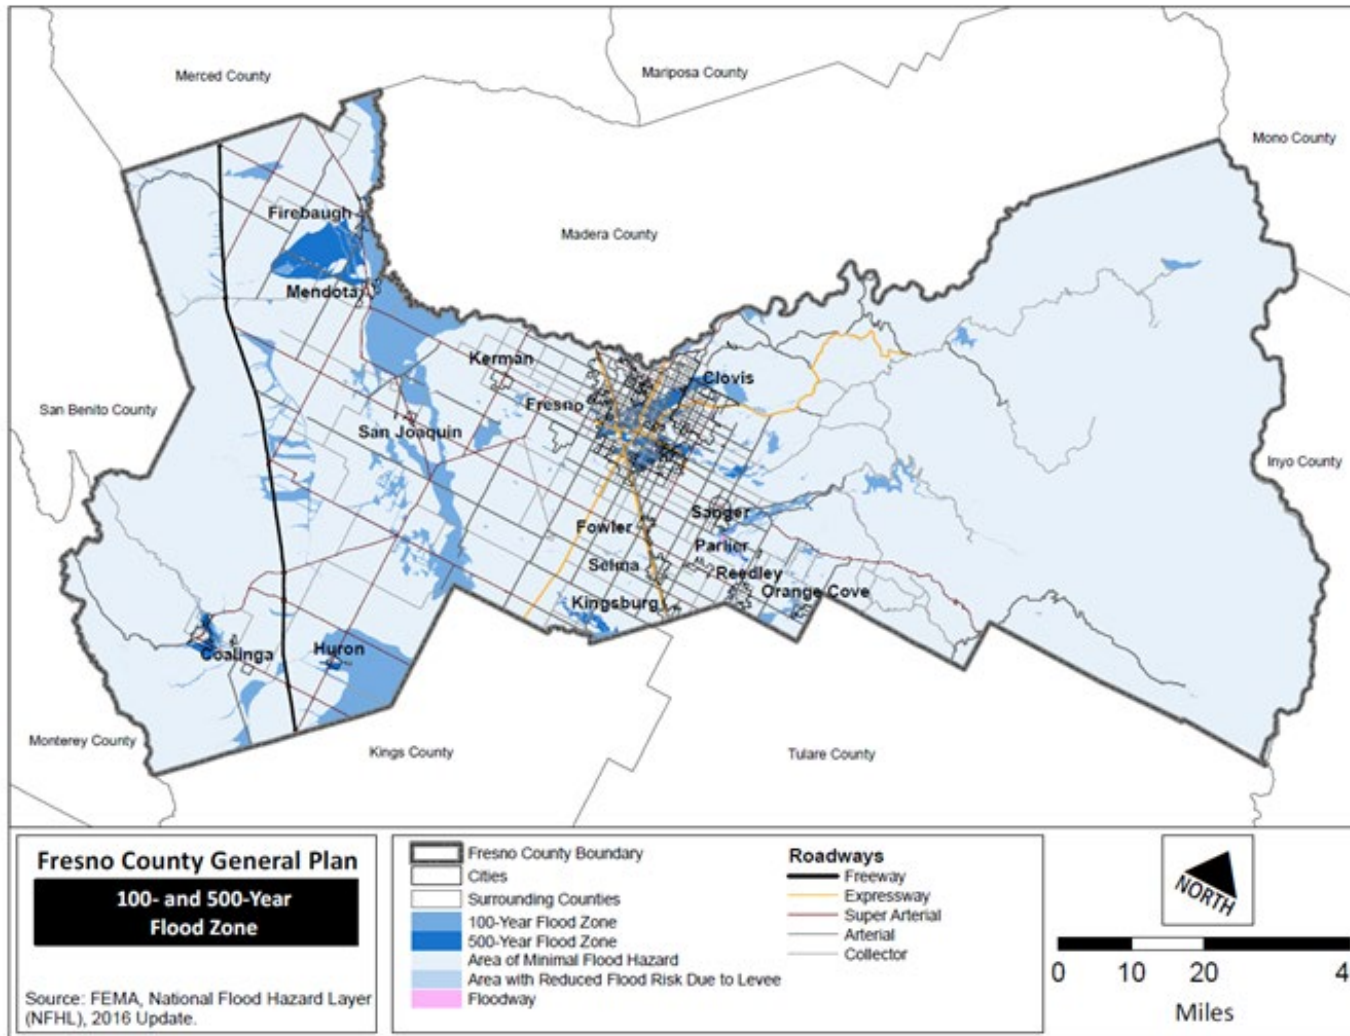 Merced County
Mariposa County
Mono County
Firebaugh
Madera County
Mendota
Kerman
Clovis
San Benito County
Fresno
San Joaquin
Inyo County
Sanger
Fowler
Parlier
Selma
Reedley
Orange Cove
Kingsburg
Coalinga
Huron
Monterey County
Kings County
Tulare County
Fresno County General Plan
100- and 500-Year
Flood Zone
Source: FEMA, National Flood Hazard Layer
(NFHL), 2016 Update.
Fresno County Boundary
Cities
Surrounding Counties
100-Year Flood Zone
500-Year Flood Zone
Area of Minimal Flood Hazard
Area with Reduced Flood Risk Due to Levee
Floodway
Roadways
Freeway
Expressway
Super Arterial
Arterial
Collector
NORTH
0 10 20 4
Miles